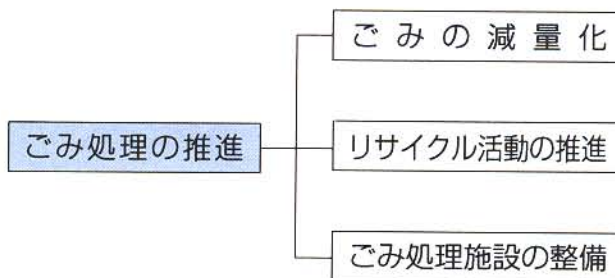 ごみ処理の推進
ごみの減量化
リサイクル活動の推進
ごみ処理施設の整備